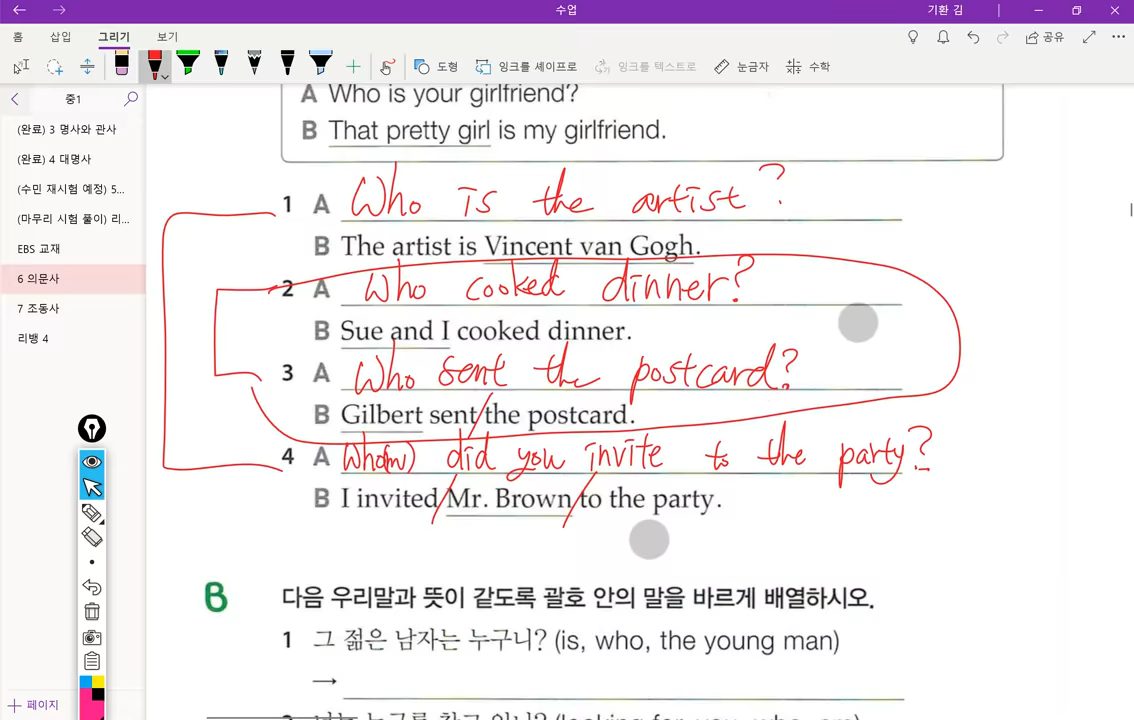 수업
기환 김
홈 삽입 그리기 보기
공유
도형 잉크를 셰이프로 잉크를 텍스트로 눈금자 수학
중1
(완료) 3 명사와 관사
(완료) 4 대명사
(수민 재시험 예정) 5...
(마무리 시험 풀이) 리...
EBS 교재
6 의문사
7 조동사
리뱅 4
페이지
A Who is your girlfriend?
B That pretty girl is my girlfriend.
1 A Who is the artist?
B The artist is Vincent van Gogh.
2 A Who cooked dinner?
B Sue and I cooked dinner.
3 A Who sent the postcard?
B Gilbert sent the postcard.
4 A Who(m) did you invite to the party?
B I invited Mr. Brown to the party.
B 다음 우리말과 뜻이 같도록 괄호 안의 말을 바르게 배열하시오.
1 그 젊은 남자는 누구니? (is, who, the young man)
→
(looking for, you, who, are)